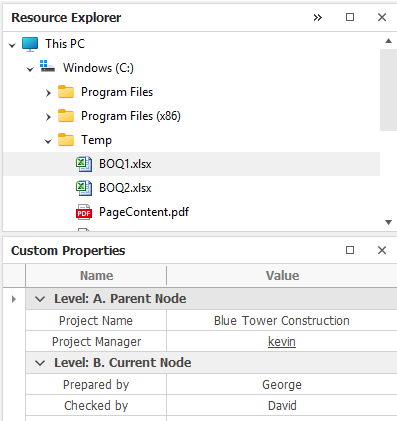 Resource Explorer
This PC
Windows (C:)
Program Files
Program Files (x86)
Temp
BOQ1.xlsx
BOQ2.xlsx
PDF PageContent.pdf
Custom Properties
Name Value
Level: A. Parent Node
Project Name Blue Tower Construction
Project Manager kevin
Level: B. Current Node
Prepared by George
Checked by David